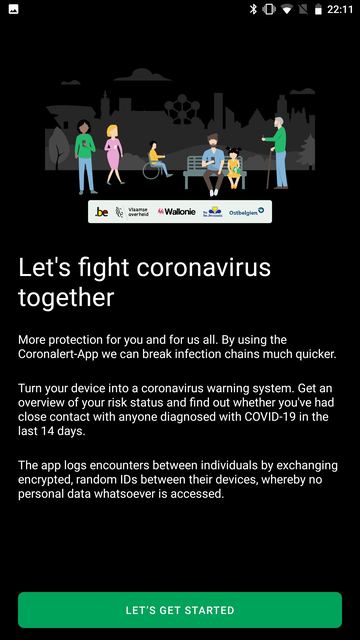 22:11
.be
Vlaamse
overheid
Wallonie
Ostbelgien
Let's fight coronavirus
together
More protection for you and for us all. By using the
Coronalert-App we can break infection chains much quicker.
Turn your device into a coronavirus warning system. Get an
overview of your risk status and find out whether you've had
close contact with anyone diagnosed with COVID-19 in the
last 14 days.
The app logs encounters between individuals by exchanging
encrypted, random IDs between their devices, whereby no
personal data whatsoever is accessed.
LET'S GET STARTED